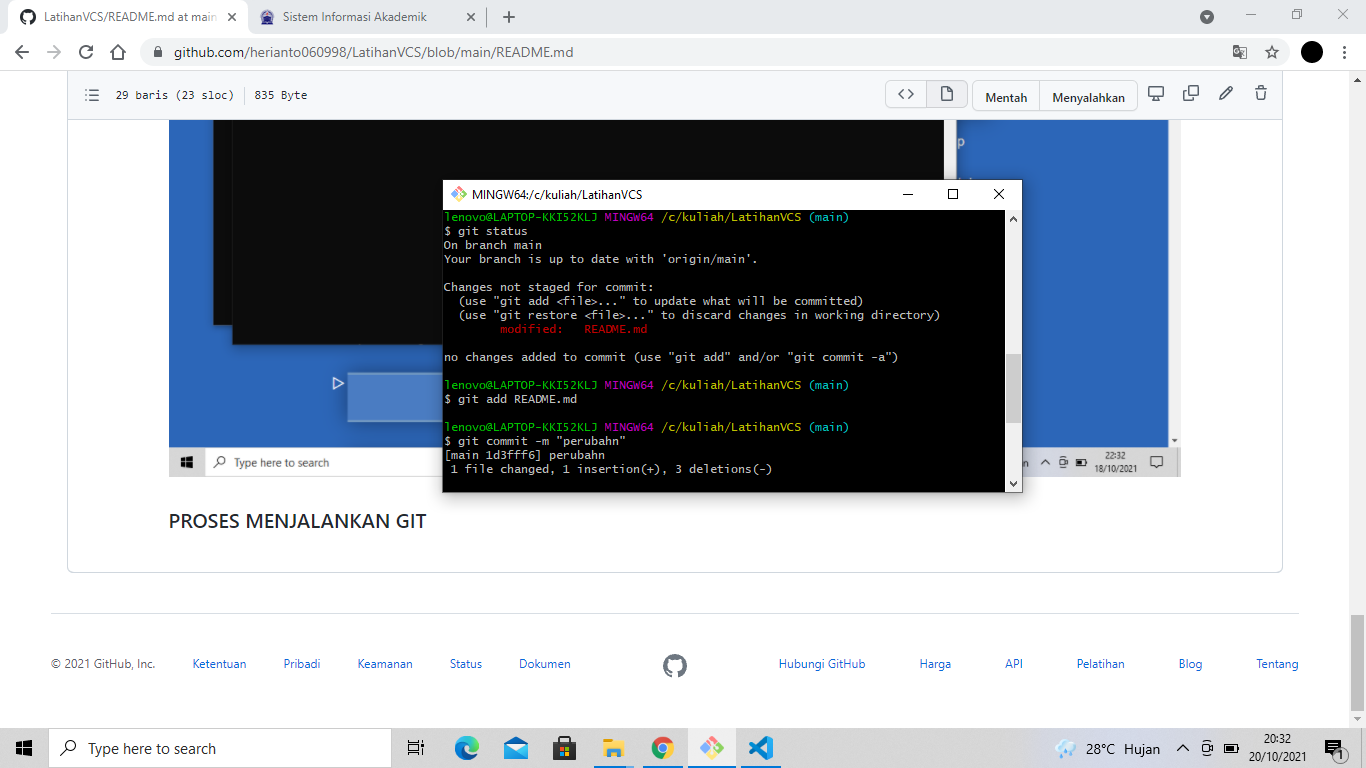 LatihanVCS/README.md at main
Sistem Informasi Akademik
github.com/herianto060998/LatihanVCS/blob/main/README.md
29 baris (23 sloc) 835 Byte
Mentah Menyalahkan
p
MINGW64:/c/kuliah/LatihanVCS
lenovo@LAPTOP-KKI52KLJ MINGW64 /c/kuliah/LatihanVCS (main)
$ git status
On branch main
Your branch is up to date with 'origin/main'.
Changes not staged for commit:
(use "git add <file>..." to update what will be committed)
(use "git restore <file>..." to discard changes in working directory)
modified: README.md
no changes added to commit (use "git add" and/or "git commit -a")
lenovo@LAPTOP-KKI52KLJ MINGW64 /c/kuliah/LatihanVCS (main)
$ git add README.md
lenovo@LAPTOP-KKI52KLJ MINGW64 /c/kuliah/LatihanVCS (main)
$ git commit -m "perubahn"
[main 1d3fff6] perubahn
1 file changed, 1 insertion(+), 3 deletions(-)
Type here to search
22:32
18/10/2021
PROSES MENJALANKAN GIT
© 2021 GitHub, Inc. Ketentuan Pribadi Keamanan Status Dokumen Hubungi GitHub Harga API Pelatihan Blog Tentang
Type here to search
28°C Hujan
20:32
20/10/2021
1